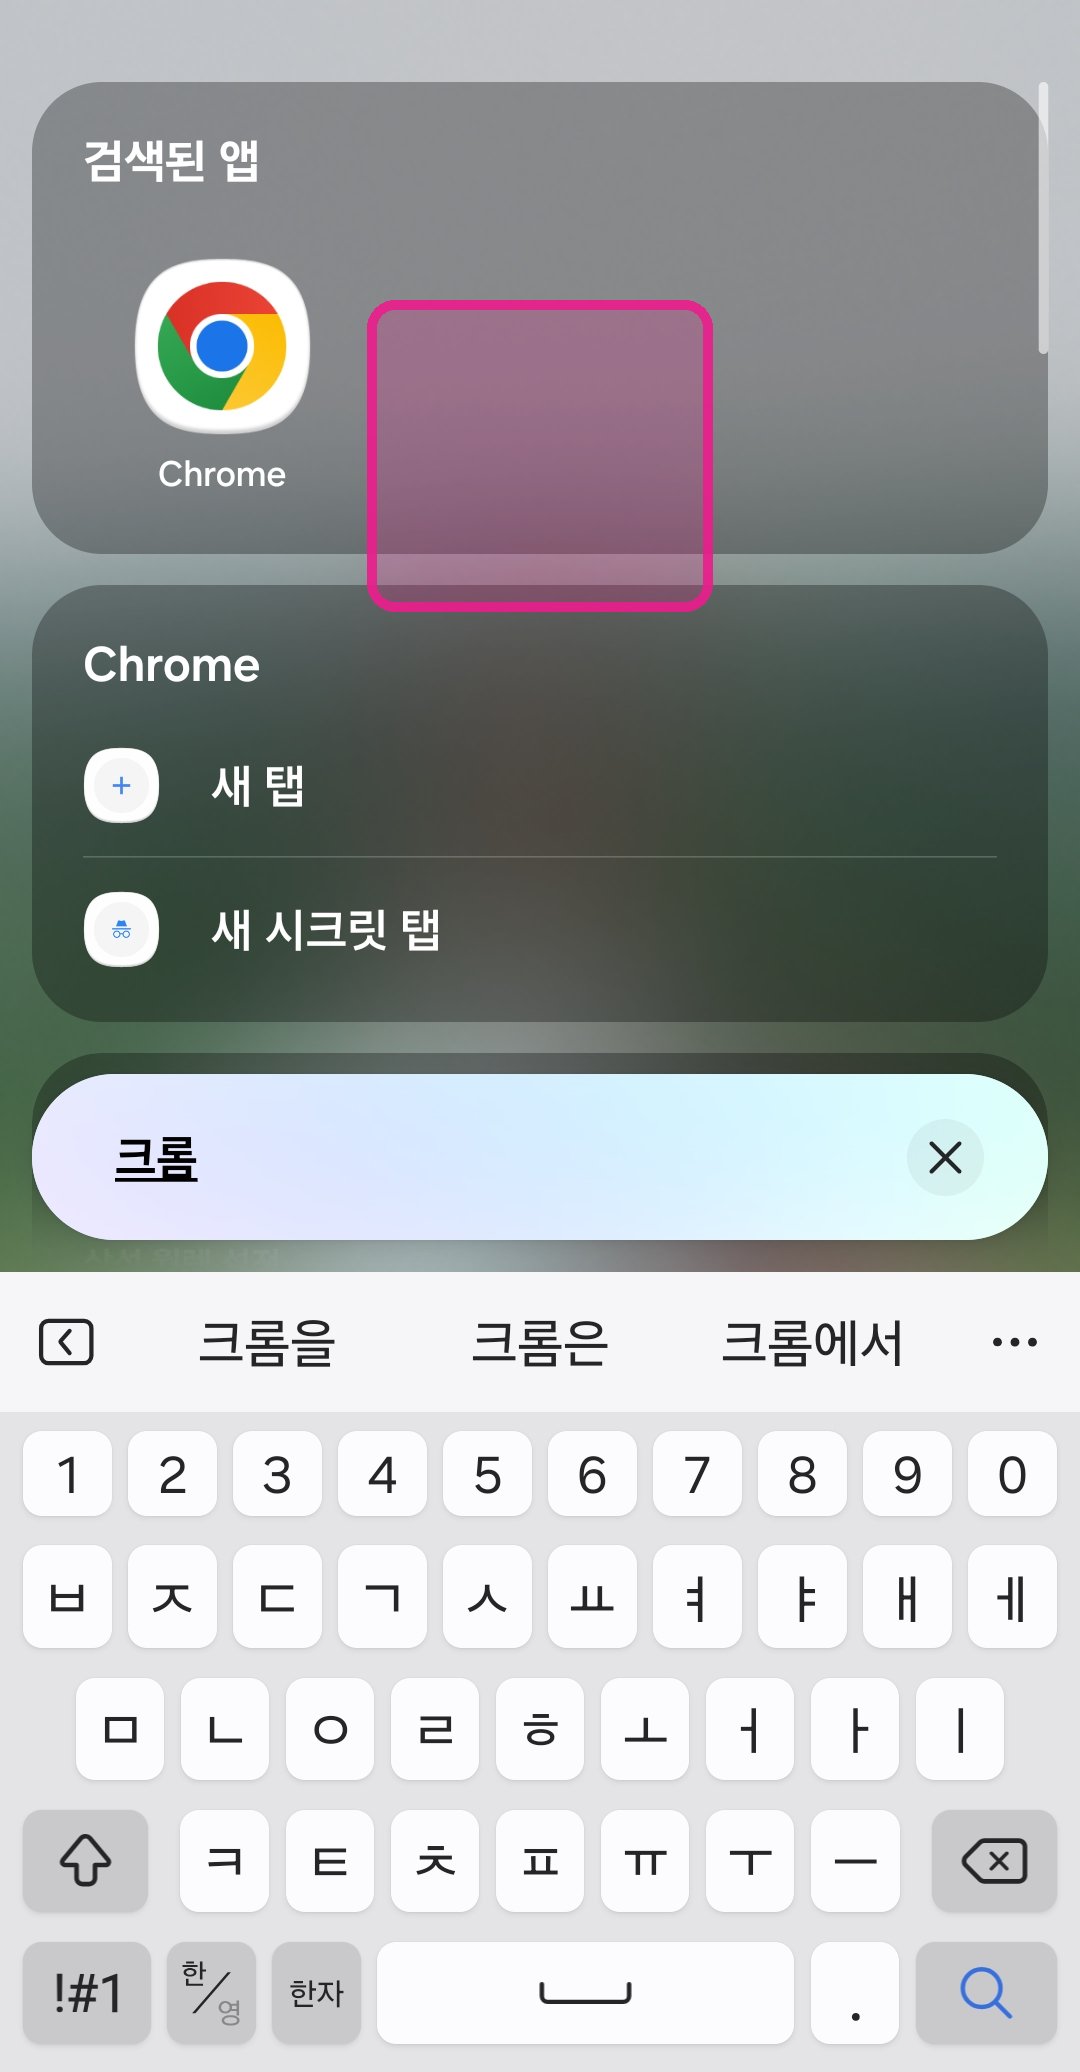 검색된 앱
Chrome
Chrome
새 탭
새 시크릿 탭
크롬
크롬을 크롬은 크롬에서
1 2 3 4 5 6 7 8 9 0
ㅂ ㅈ ㄷ ㄱ ㅅ ㅛ ㅕ ㅑ ㅐ ㅔ
ㅁ ㄴ ㅇ ㄹ ㅎ ㅗ ㅓ ㅏ ㅣ
ㅋ ㅌ ㅊ ㅍ ㅠ ㅜ ㅡ
!#1 한/영 한자 .